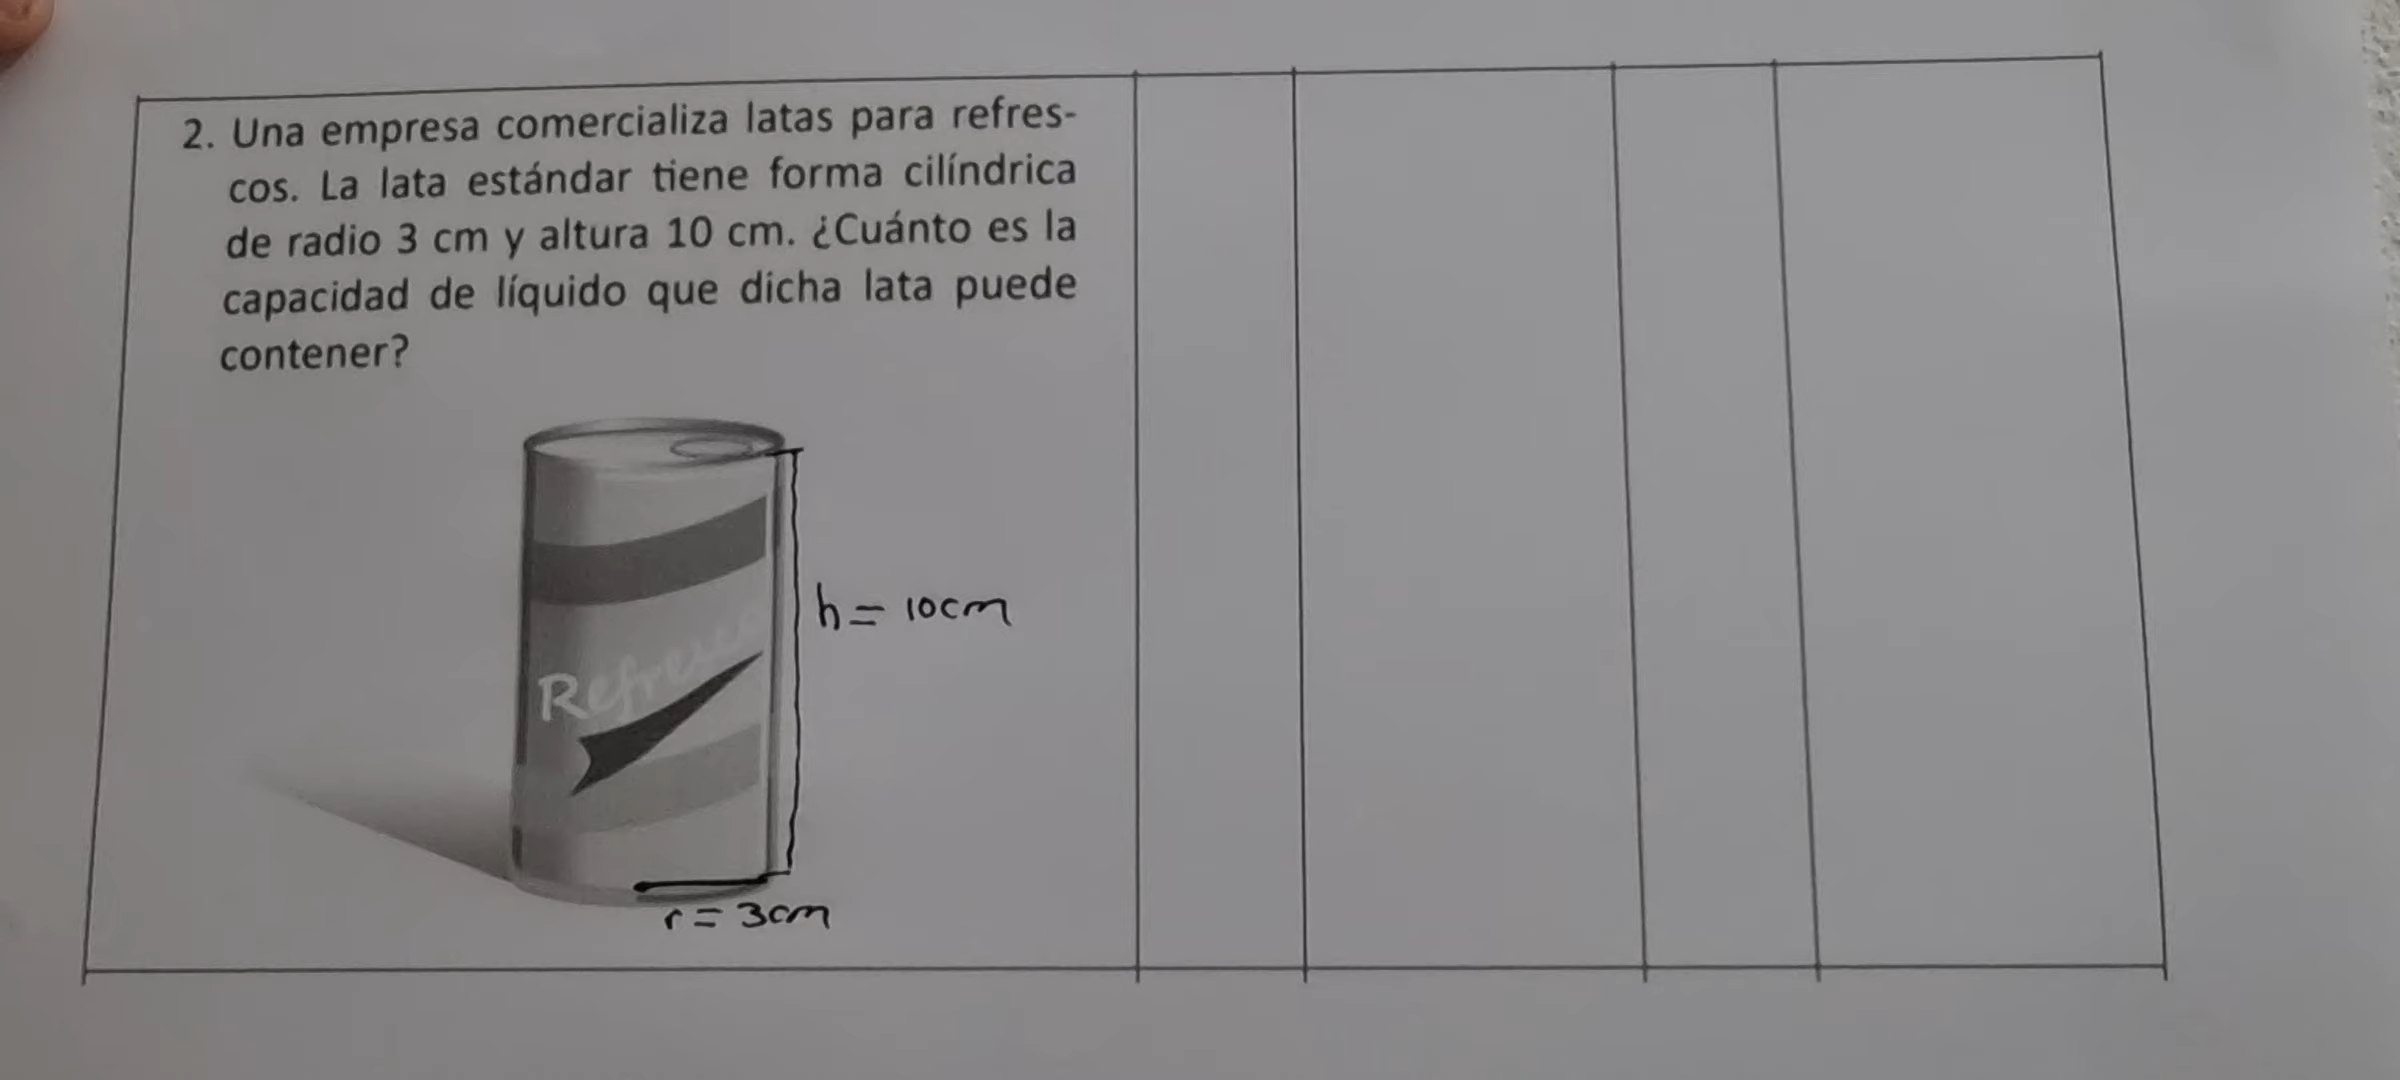 2. Una empresa comercializa latas para refres-
cos. La lata estándar tiene forma cilíndrica
de radio 3 cm y altura 10 cm. ¿Cuánto es la
capacidad de líquido que dicha lata puede
contener?
h = 10cm
Refresco
r = 3cm